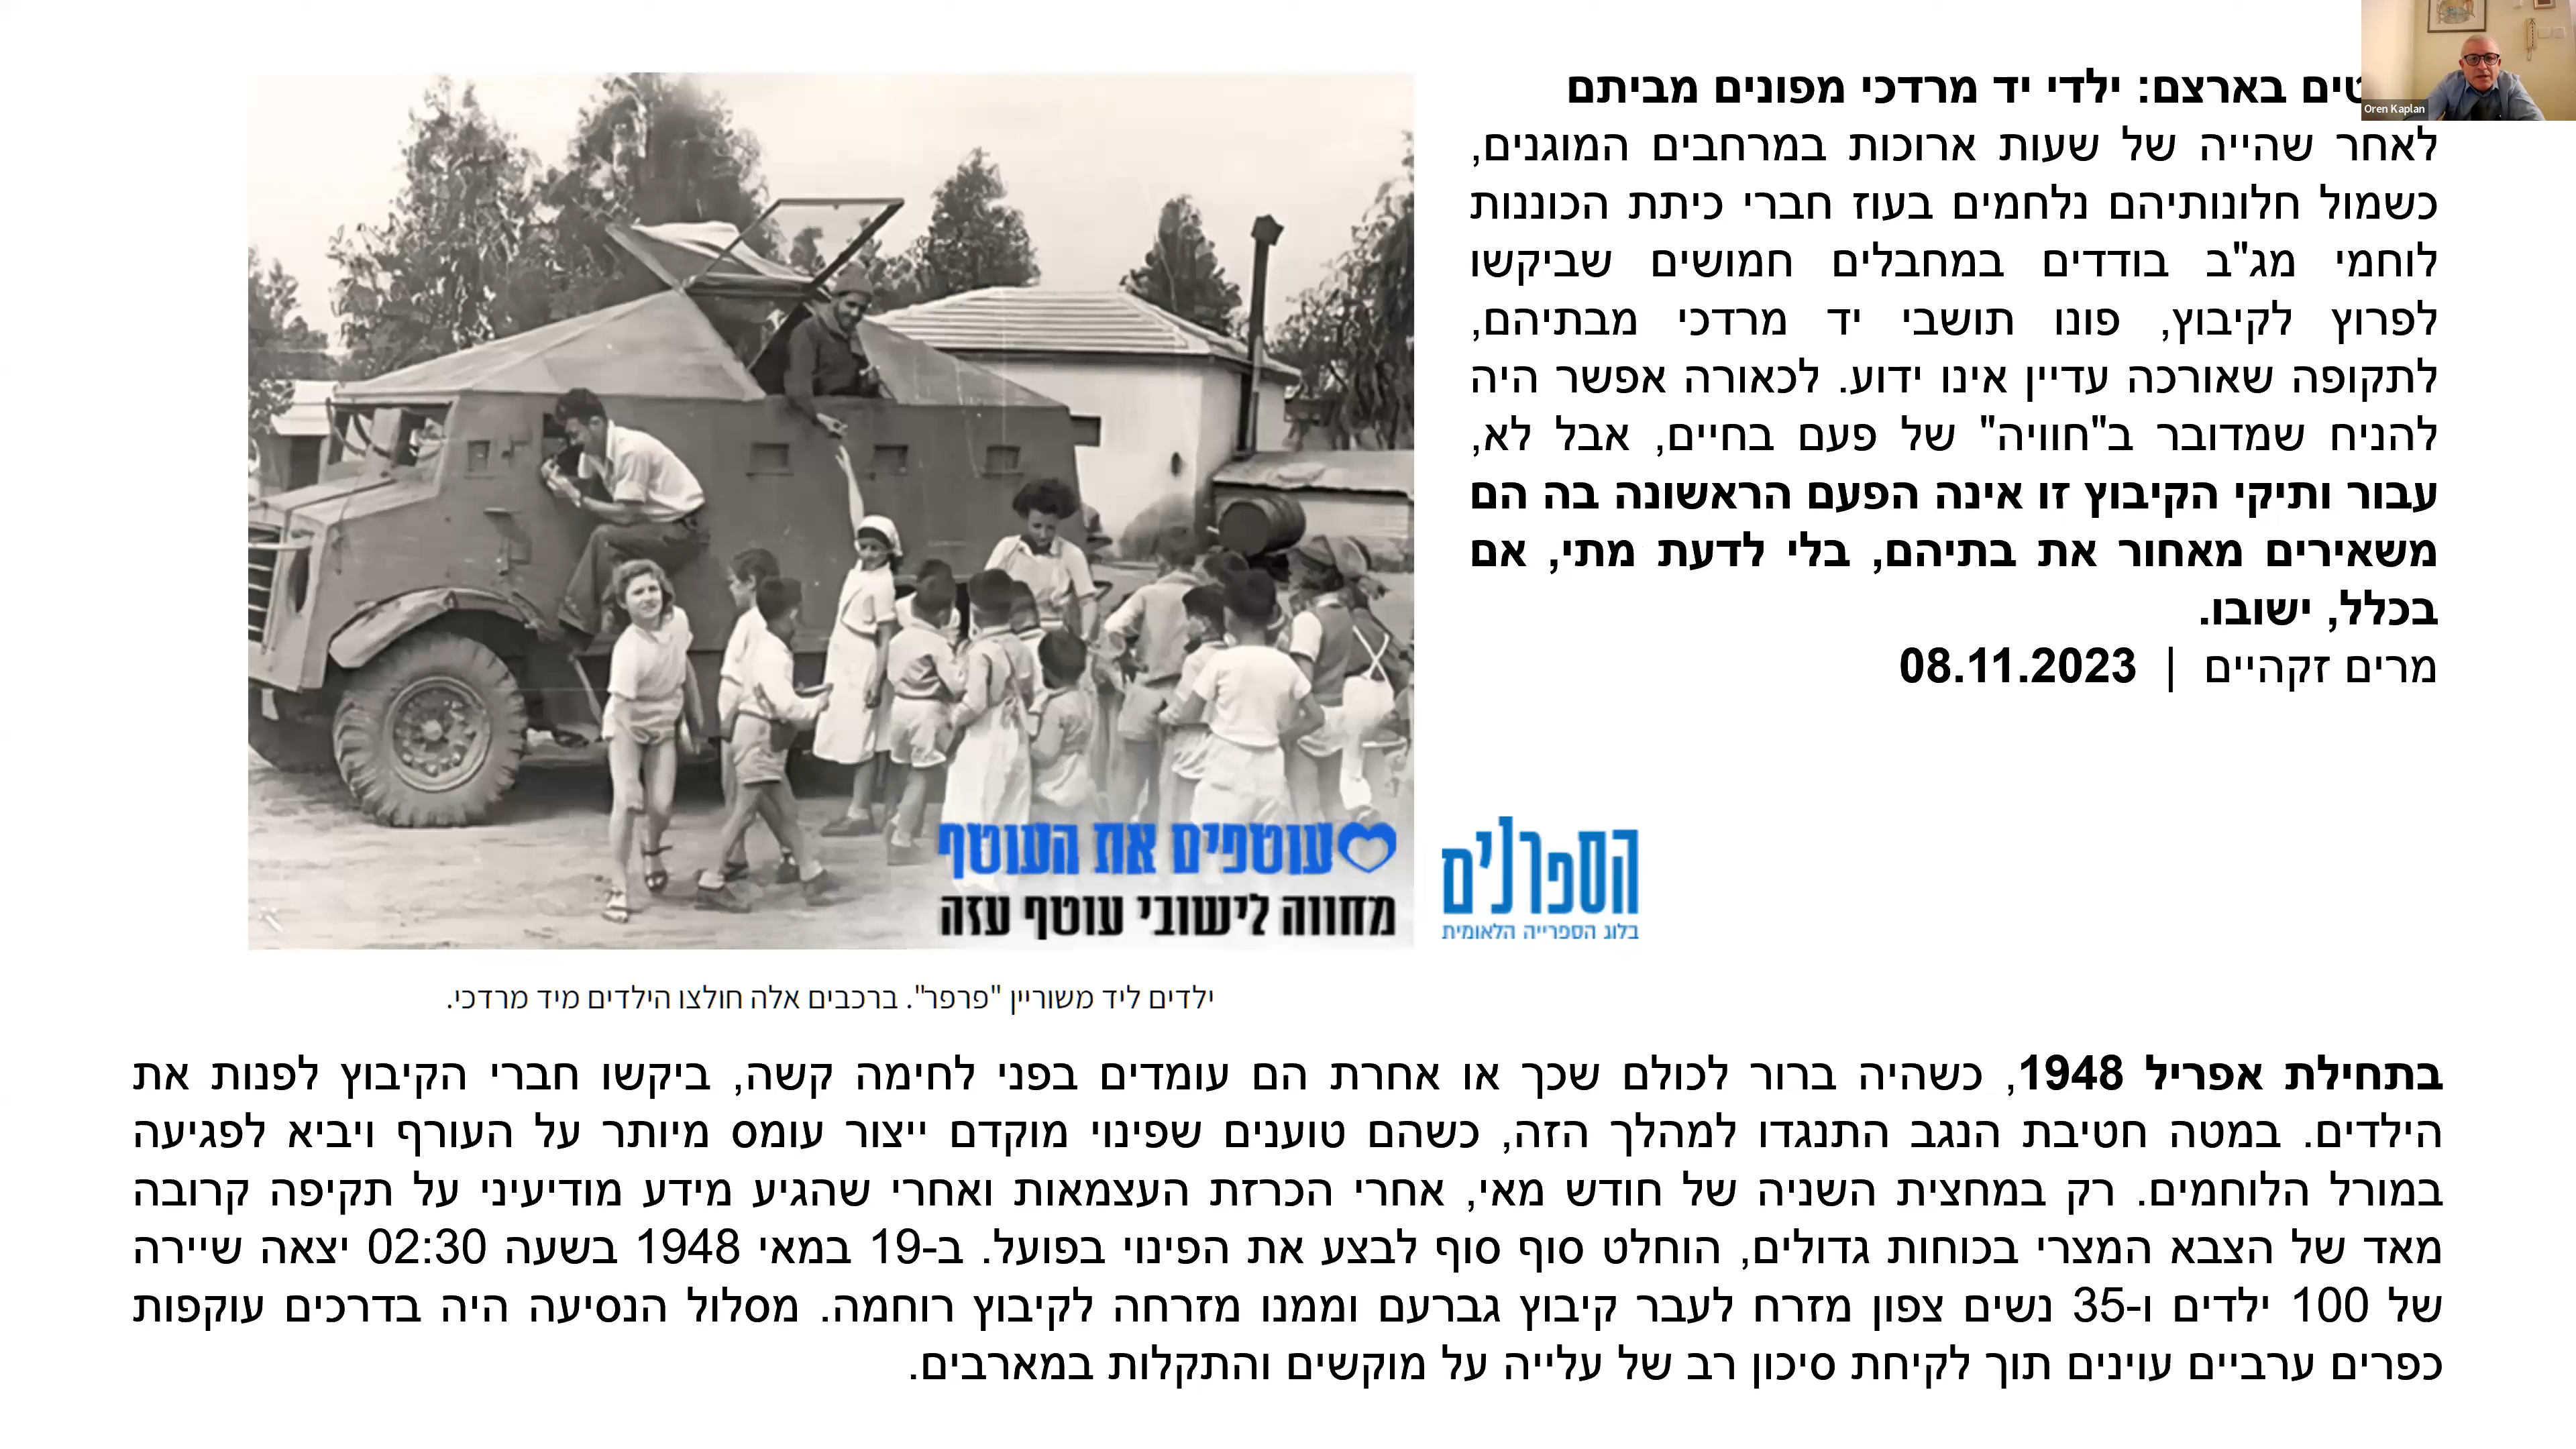 Oren Kaplan
בארצם: ילדי יד מרדכי מפונים מביתם
לאחר שהייה של שעות ארוכות במרחבים המוגנים,
כשמול חלונותיהם נלחמים בעוז חברי כיתת הכוננות
לוחמי מג"ב בודדים במחבלים חמושים שביקשו
לפרוץ לקיבוץ, פונו תושבי יד מרדכי מבתיהם,
לתקופה שאורכה עדיין אינו ידוע. לכאורה אפשר היה
להניח שמדובר ב"חוויה" של פעם בחיים, אבל לא,
עבור ותיקי הקיבוץ זו אינה הפעם הראשונה בה הם
משאירים מאחור את בתיהם, בלי לדעת מתי, אם
בכלל, ישובו.
מרים זקהיים | 08.11.2023
עוטפים את העוטף
מחווה לישובי עוטף עזה
הספרנים
בלוג הספרייה הלאומית
ילדים ליד משוריין "פרפר". ברכבים אלה חולצו הילדים מיד מרדכי.
בתחילת אפריל 1948, כשהיה ברור לכולם שכך או אחרת הם עומדים בפני לחימה קשה, ביקשו חברי הקיבוץ לפנות את
הילדים. במטה חטיבת הנגב התנגדו למהלך הזה, כשהם טוענים שפינוי מוקדם ייצור עומס מיותר על העורף ויביא לפגיעה
במורל הלוחמים. רק במחצית השניה של חודש מאי, אחרי הכרזת העצמאות ואחרי שהגיע מידע מודיעיני על תקיפה קרובה
מאד של הצבא המצרי בכוחות גדולים, הוחלט סוף סוף לבצע את הפינוי בפועל. ב-19 במאי 1948 בשעה 02:30 יצאה שיירה
של 100 ילדים ו-35 נשים צפון מזרח לעבר קיבוץ גברעם וממנו מזרחה לקיבוץ רוחמה. מסלול הנסיעה היה בדרכים עוקפות
כפרים ערביים עוינים תוך לקיחת סיכון רב של עלייה על מוקשים והתקלות במארבים.